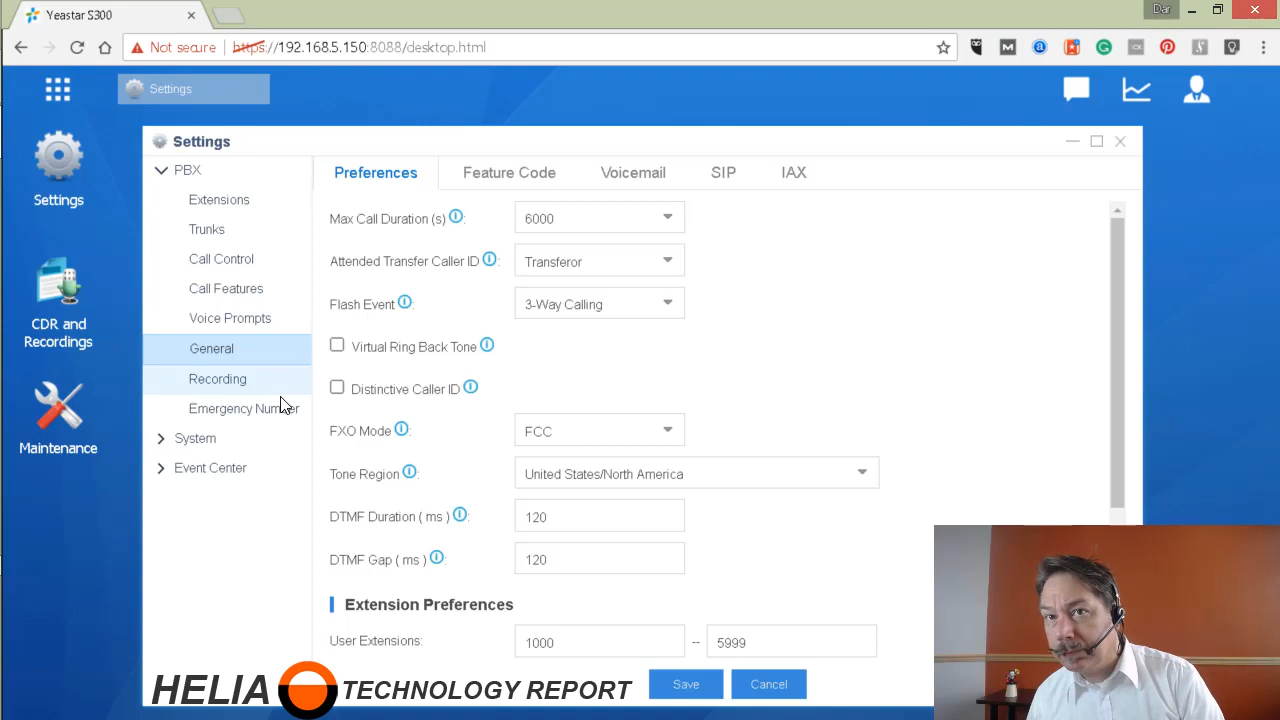 Yeastar S300
Dar
Not secure
https://192.168.5.150:8088/desktop.html
Settings
Settings
CDR and
Recordings
Maintenance
Settings
PBX
Extensions
Trunks
Call Control
Call Features
Voice Prompts
General
Recording
Emergency Number
System
Event Center
Preferences
Feature Code
Voicemail
SIP
IAX
Max Call Duration (s) : 6000
Attended Transfer Caller ID : Transferor
Flash Event : 3-Way Calling
Virtual Ring Back Tone
Distinctive Caller ID
FXO Mode : FCC
Tone Region : United States/North America
DTMF Duration ( ms ) : 120
DTMF Gap ( ms ) : 120
Extension Preferences
User Extensions: 1000 -- 5999
Save
Cancel
HELIA TECHNOLOGY REPORT